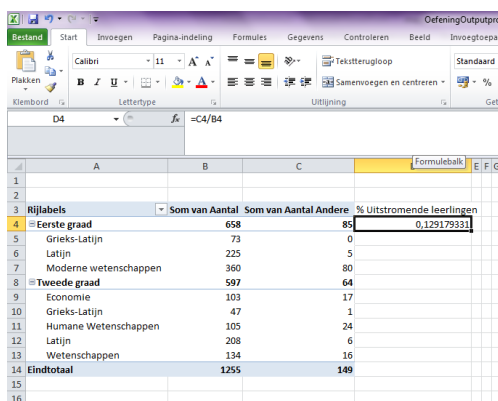 OefeningOutputpro
Bestand Start Invoegen Pagina-indeling Formules Gegevens Controleren Beeld Invoegtoepa
Plakken
Calibri 11 A A Tekstterugloop Standaard
B I U A Samenvoegen en centreren %
Klembord Lettertype Uitlijning Get
D4 fx =C4/B4
Formulebalk
A B C E F G
1
2
3 Rijlabels Som van Aantal Som van Aantal Andere % Uitstromende leerlingen
4 Eerste graad 658 85 0,129179331
5 Grieks-Latijn 73 0
6 Latijn 225 5
7 Moderne wetenschappen 360 80
8 Tweede graad 597 64
9 Economie 103 17
10 Grieks-Latijn 47 1
11 Humane Wetenschappen 105 24
12 Latijn 208 6
13 Wetenschappen 134 16
14 Eindtotaal 1255 149
15
16